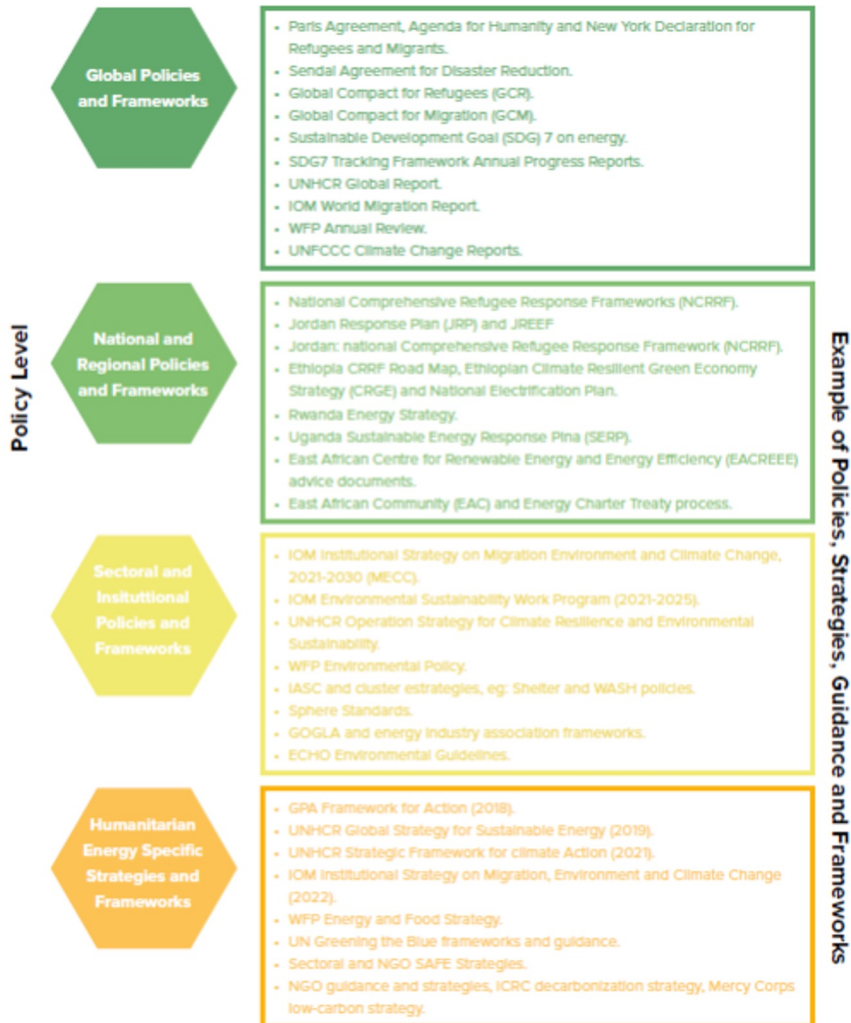 Policy Level
Global Policies
and Frameworks
• Paris Agreement, Agenda for Humanity and New York Declaration for
Refugees and Migrants.
• Sendai Agreement for Disaster Reduction.
• Global Compact for Refugees (GCR).
• Global Compact for Migration (GCM).
• Sustainable Development Goal (SDG) 7 on energy.
• SDG7 Tracking Framework Annual Progress Reports.
• UNHCR Global Report.
• IOM World Migration Report.
• WFP Annual Review.
• UNFCCC Climate Change Reports.
National and
Regional Policies
and Frameworks
• National Comprehensive Refugee Response Frameworks (NCRRF).
• Jordan Response Plan (JRP) and JREEF
• Jordan: national Comprehensive Refugee Response Framework (NCRRF).
• Ethiopia CRRF Road Map, Ethiopian Climate Resilient Green Economy
Strategy (CRGE) and National Electrification Plan.
• Rwanda Energy Strategy.
• Uganda Sustainable Energy Response Plna (SERP).
• East African Centre for Renewable Energy and Energy Efficiency (EACREEE)
advice documents.
• East African Community (EAC) and Energy Charter Treaty process.
Sectoral and
Insituttional
Policies and
Frameworks
• IOM Institutional Strategy on Migration Environment and Climate Change,
2021-2030 (MECC).
• IOM Environmental Sustainability Work Program (2021-2025).
• UNHCR Operation Strategy for Climate Resilience and Environmental
Sustainability.
• WFP Environmental Policy.
• IASC and cluster estrategies, eg: Shelter and WASH policies.
• Sphere Standards.
• GOGLA and energy industry association frameworks.
• ECHO Environmental Guidelines.
Humanitarian
Energy Specific
Strategies and
Frameworks
• GPA Framework for Action (2018).
• UNHCR Global Strategy for Sustainable Energy (2019).
• UNHCR Strategic Framework for climate Action (2021).
• IOM Institutional Strategy on Migration, Environment and Climate Change
(2022).
• WFP Energy and Food Strategy.
• UN Greening the Blue frameworks and guidance.
• Sectoral and NGO SAFE Strategies.
• NGO guidance and strategies, ICRC decarbonization strategy, Mercy Corps
low-carbon strategy.
Example of Policies, Strategies, Guidance and Frameworks